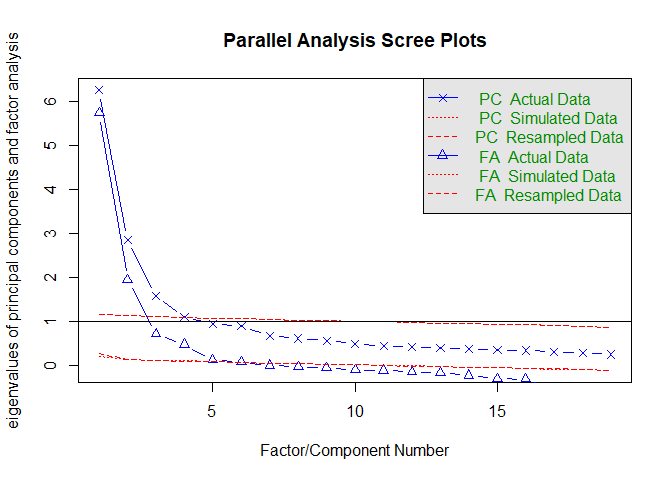 Parallel Analysis Scree Plots
eigenvalues of principal components and factor analysis
6
5
4
3
2
1
0
PC Actual Data
PC Simulated Data
PC Resampled Data
FA Actual Data
FA Simulated Data
FA Resampled Data
5 10 15
Factor/Component Number